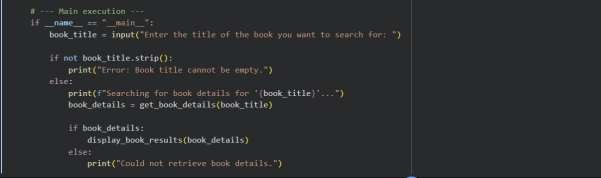 # --- Main execution ---
if __name__ == "__main__":
    book_title = input("Enter the title of the book you want to search for: ")
    if not book_title.strip():
        print("Error: Book title cannot be empty.")
    else:
        print(f"Searching for book details for '{book_title}'...")
        book_details = get_book_details(book_title)
        if book_details:
            display_book_results(book_details)
        else:
            print("Could not retrieve book details.")